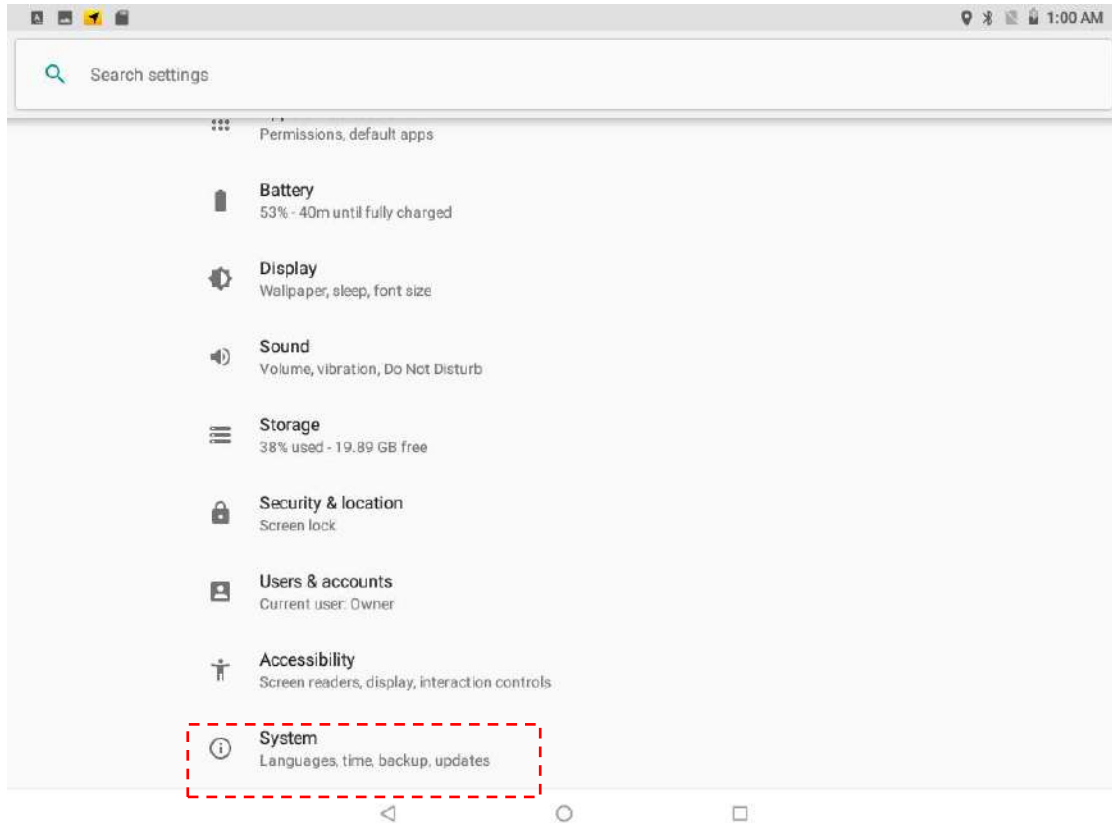 1:00 AM
Search settings
Permissions, default apps
Battery
53% - 40m until fully charged
Display
Wallpaper, sleep, font size
Sound
Volume, vibration, Do Not Disturb
Storage
38% used - 19.89 GB free
Security & location
Screen lock
Users & accounts
Current user: Owner
Accessibility
Screen readers, display, interaction controls
System
Languages, time, backup, updates